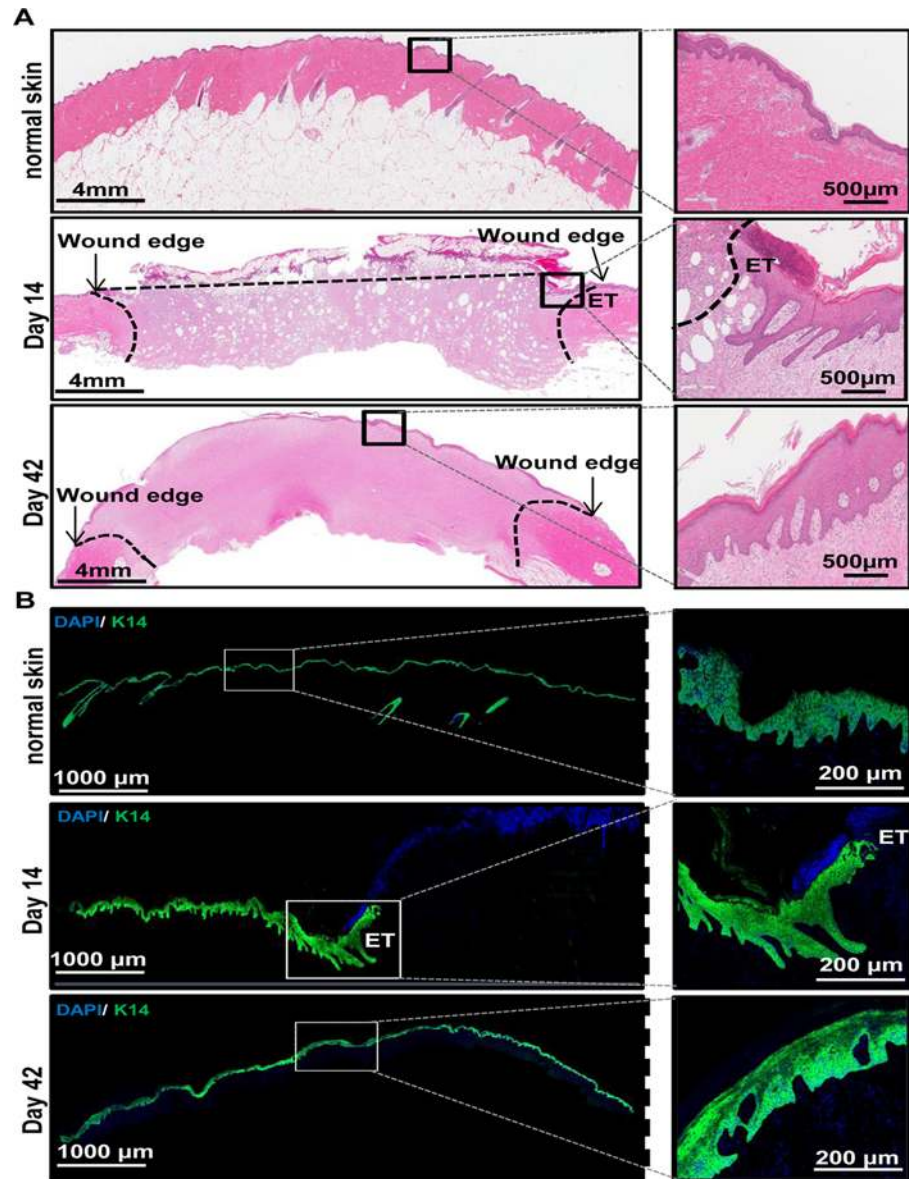 A
normal skin
4mm
500µm
Day 14
Wound edge
Wound edge
ET
4mm
ET
500µm
Day 42
Wound edge
Wound edge
4mm
500µm
B
normal skin
DAPI/ K14
1000 µm
200 µm
Day 14
DAPI/ K14
ET
1000 µm
ET
200 µm
Day 42
DAPI/ K14
1000 µm
200 µm